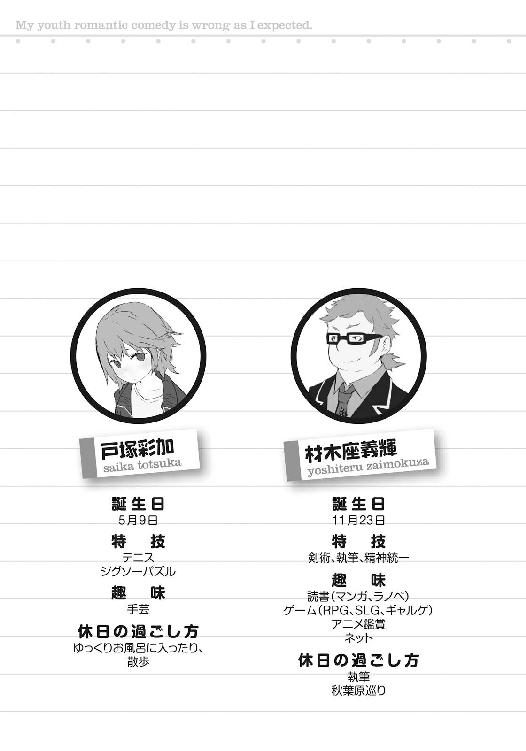 My youth romantic comedy is wrong as I expected.
戸塚彩加
saika totsuka
誕生日
5月9日
特技
テニス
ジグソーパズル
趣味
手芸
休日の過ごし方
ゆっくりお風呂に入ったり、
散歩
材木座義輝
yoshiteru zaimokuza
誕生日
11月23日
特技
剣術、執筆、精神統一
趣味
読書(マンガ、ラノベ)
ゲーム(RPG、SLG、ギャルゲ)
アニメ鑑賞
ネット
休日の過ごし方
執筆
秋葉原巡り